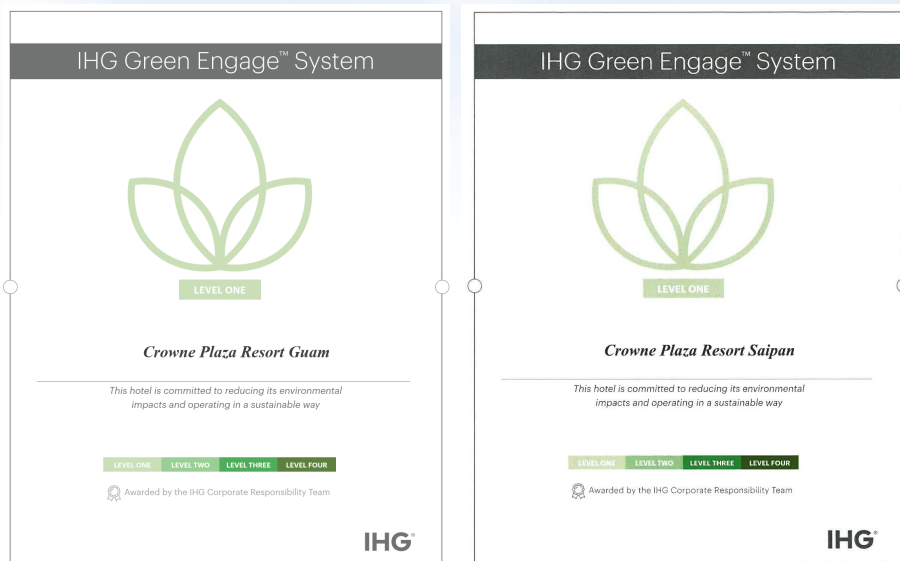 IHG Green Engage™ System
LEVEL ONE
Crowne Plaza Resort Guam
This hotel is committed to reducing its environmental
impacts and operating in a sustainable way
LEVEL ONE LEVEL TWO LEVEL THREE LEVEL FOUR
Awarded by the IHG Corporate Responsibility Team
IHG®
IHG Green Engage™ System
LEVEL ONE
Crowne Plaza Resort Saipan
This hotel is committed to reducing its environmental
impacts and operating in a sustainable way
LEVEL ONE LEVEL TWO LEVEL THREE LEVEL FOUR
Awarded by the IHG Corporate Responsibility Team
IHG®